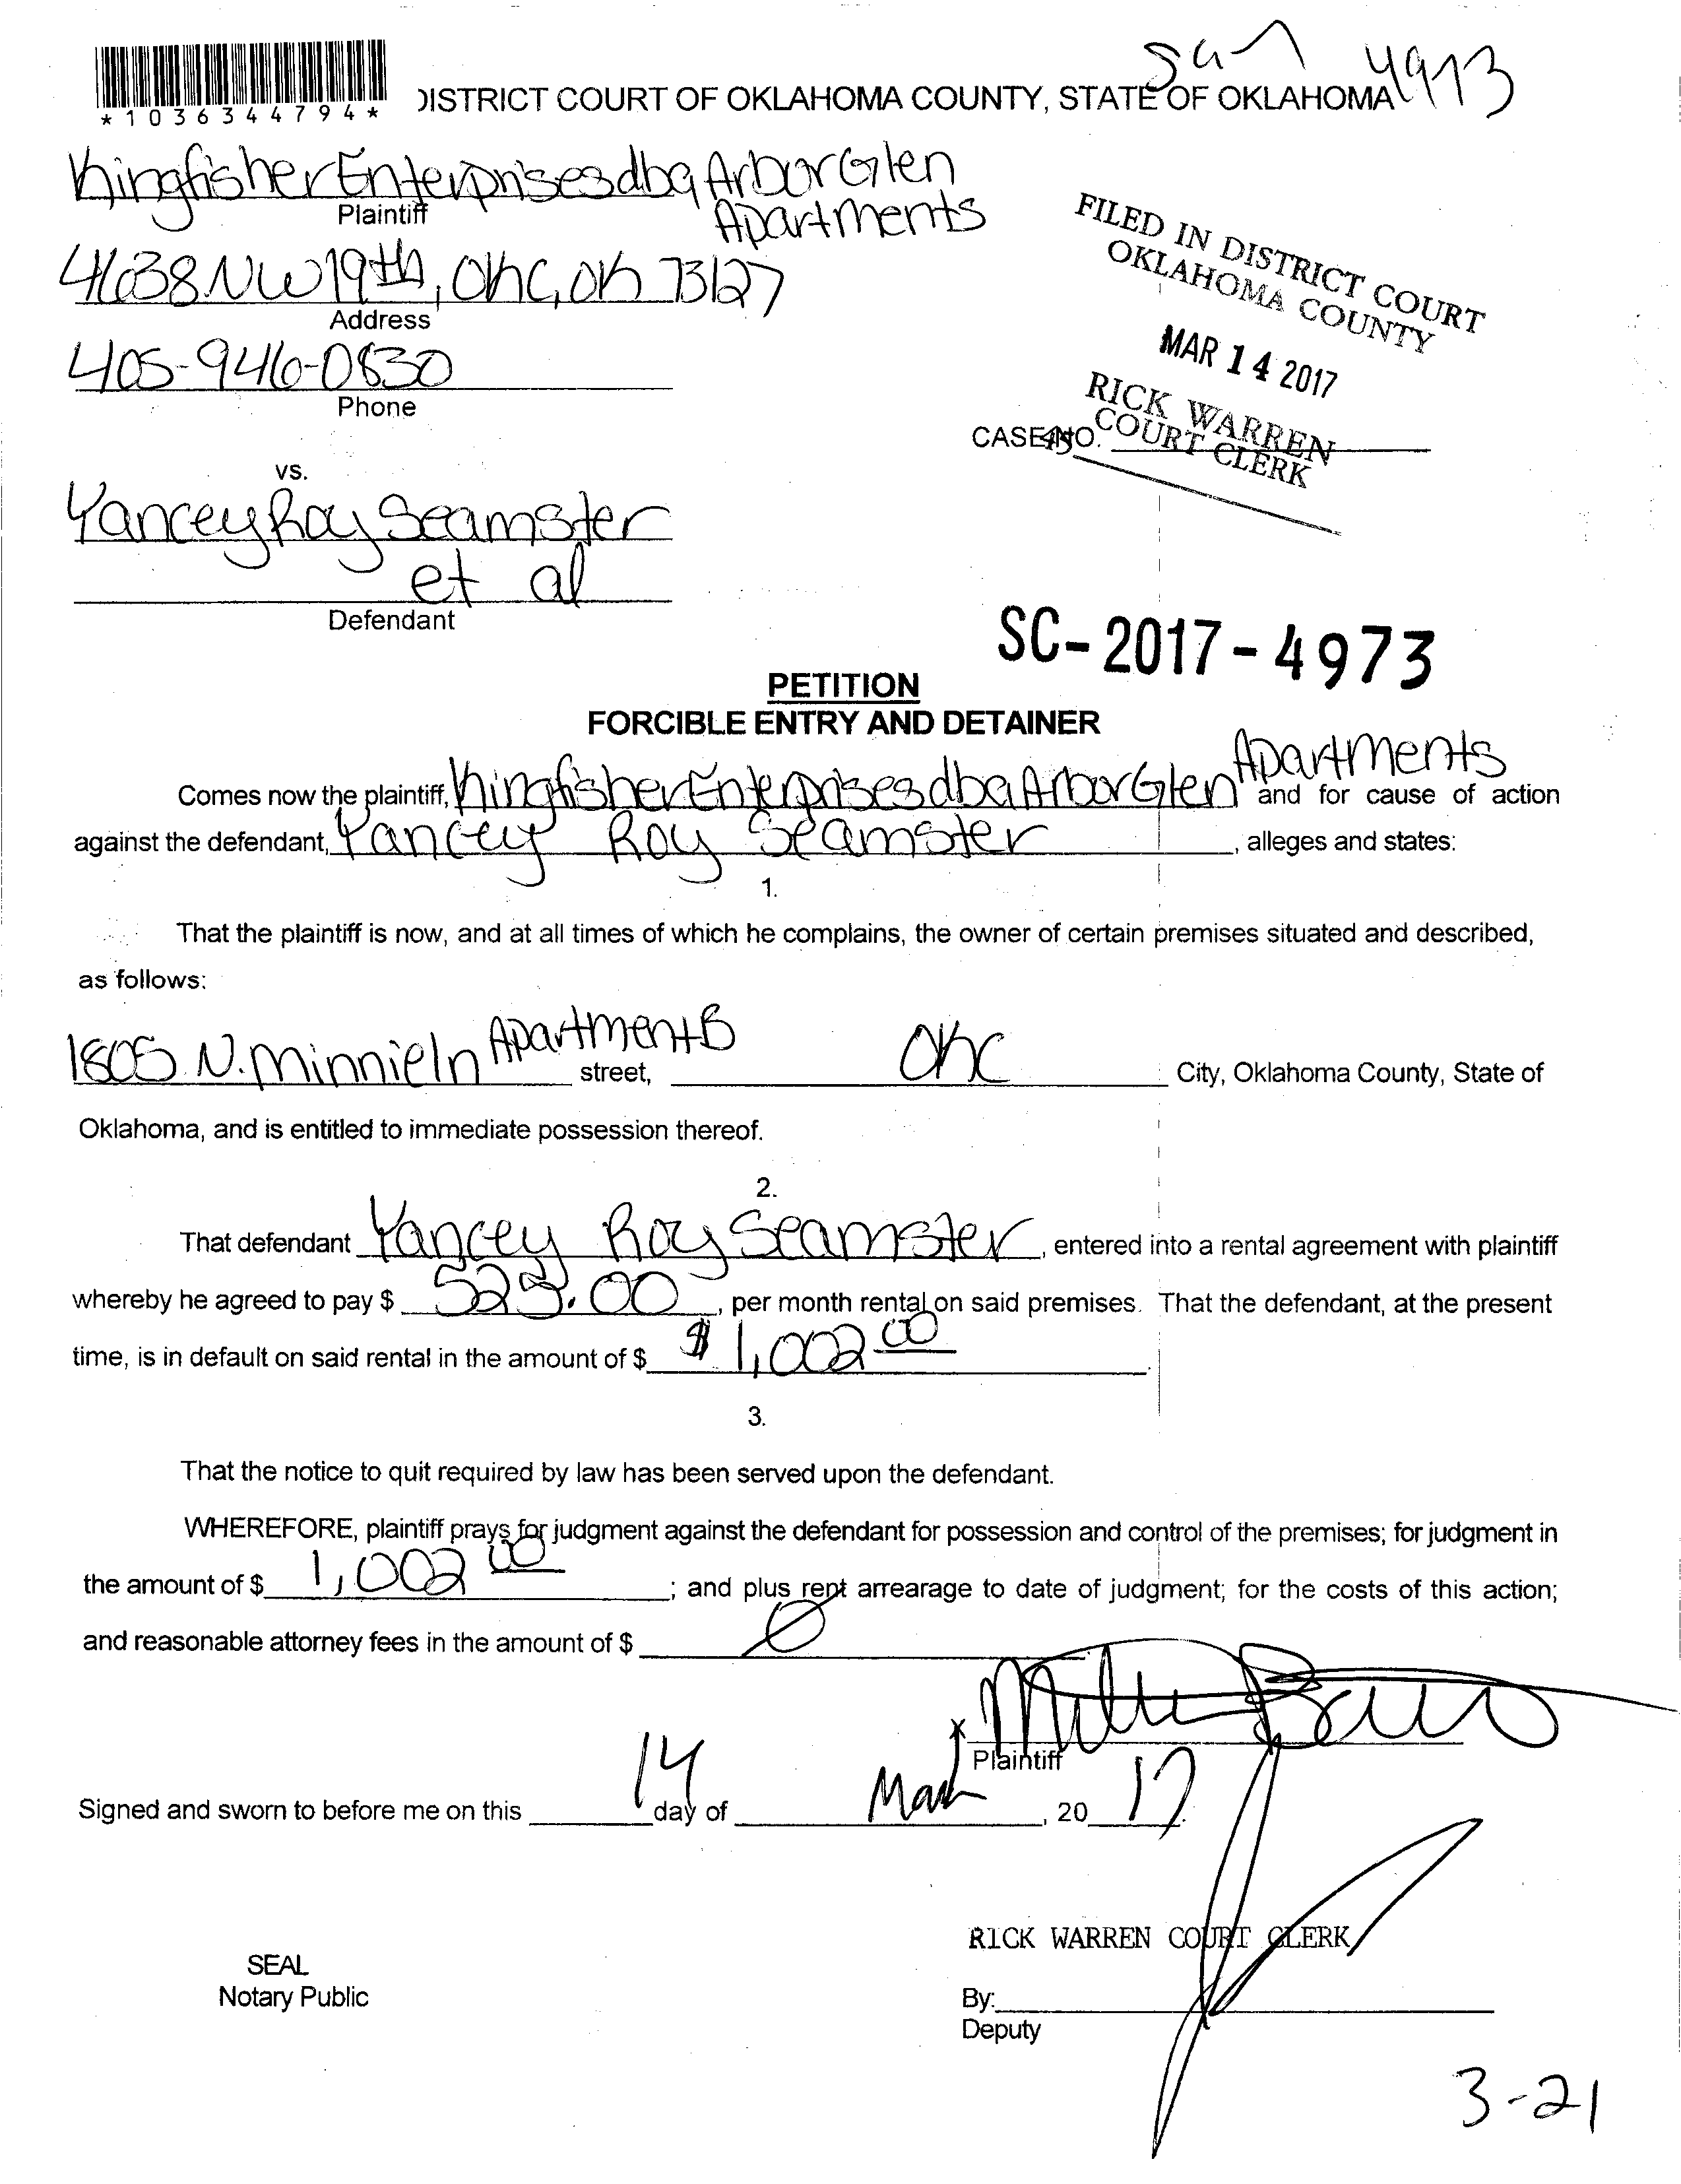 4973
*1036344794*
DISTRICT COURT OF OKLAHOMA COUNTY, STATE OF OKLAHOMA
Kingfisher Enterprises dba Arbor Glen
Apartments
Plaintiff
4638 NW 19th, OKC, OK 73127
Address
405-946-0830
Phone
FILED IN DISTRICT COURT
OKLAHOMA COUNTY
MAR 14 2017
RICK WARREN
COURT CLERK
CASE NO.
45
vs.
Yancey Roy Seamster
et al
Defendant
SC-2017-4973
PETITION
FORCIBLE ENTRY AND DETAINER
Comes now the plaintiff, Kingfisher Enterprises dba Arbor Glen Apartments and for cause of action
against the defendant, Yancey Roy Seamster, alleges and states:
1.
That the plaintiff is now, and at all times of which he complains, the owner of certain premises situated and described,
as follows:
1805 N. Minnie ln Apartment B street, OKC City, Oklahoma County, State of
Oklahoma, and is entitled to immediate possession thereof.
2.
That defendant Yancey Roy Seamster, entered into a rental agreement with plaintiff
whereby he agreed to pay $ 525.00, per month rental on said premises. That the defendant, at the present
time, is in default on said rental in the amount of $ $ 1,002 00.
3.
That the notice to quit required by law has been served upon the defendant.
WHEREFORE, plaintiff prays for judgment against the defendant for possession and control of the premises; for judgment in
the amount of $ 1,002 00; and plus rent arrearage to date of judgment; for the costs of this action;
and reasonable attorney fees in the amount of $ 0
x
Plaintiff
Signed and sworn to before me on this 14 day of March, 20 17.
RICK WARREN COURT CLERK
SEAL
Notary Public
By:
Deputy
3-21